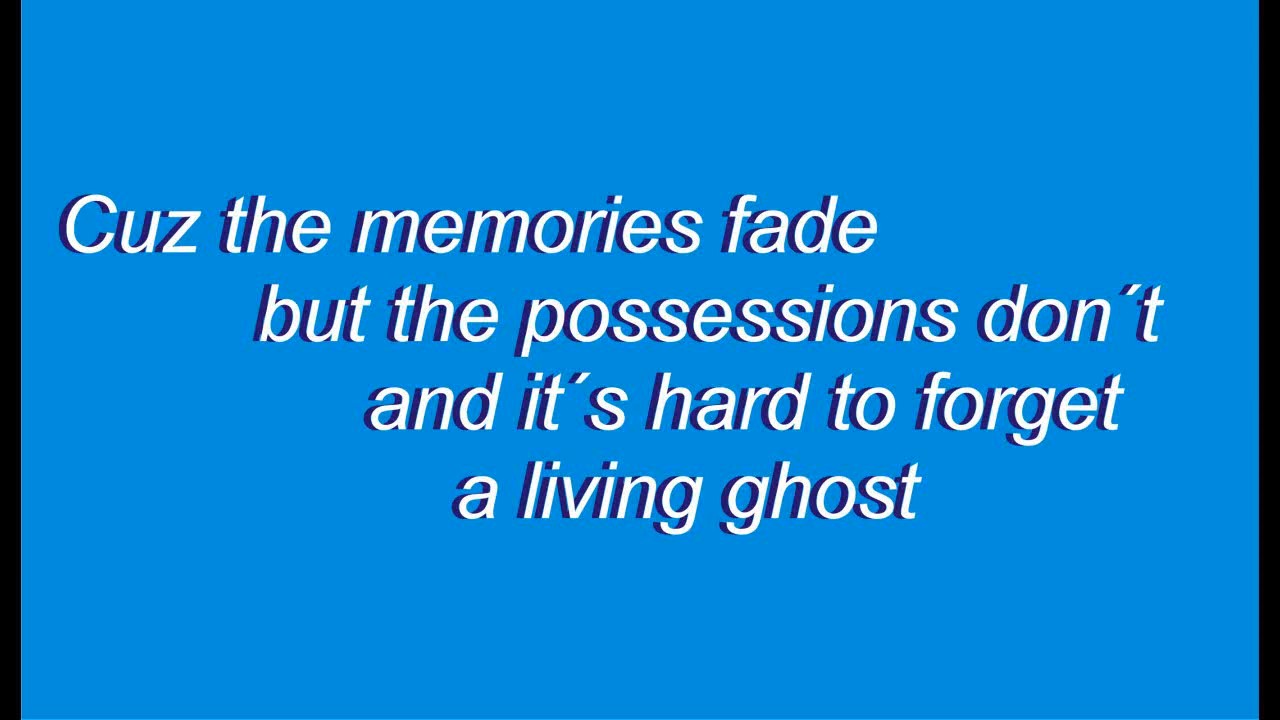 Cuz the memories fade
but the possessions don´t
and it´s hard to forget
a living ghost